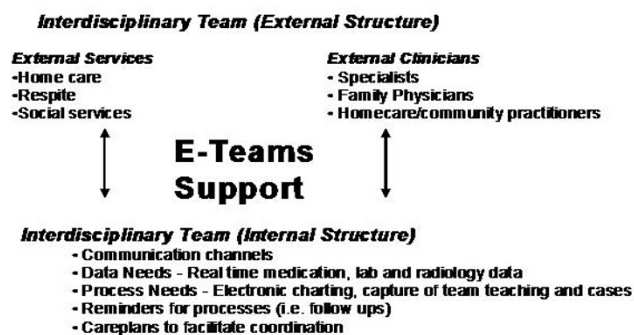 Interdisciplinary Team (External Structure)
External Services
-Home care
-Respite
-Social services
External Clinicians
- Specialists
- Family Physicians
- Homecare/community practitioners
E-Teams
Support
Interdisciplinary Team (Internal Structure)
- Communication channels
- Data Needs - Real time medication, lab and radiology data
- Process Needs - Electronic charting, capture of team teaching and cases
- Reminders for processes (i.e. follow ups)
- Careplans to facilitate coordination